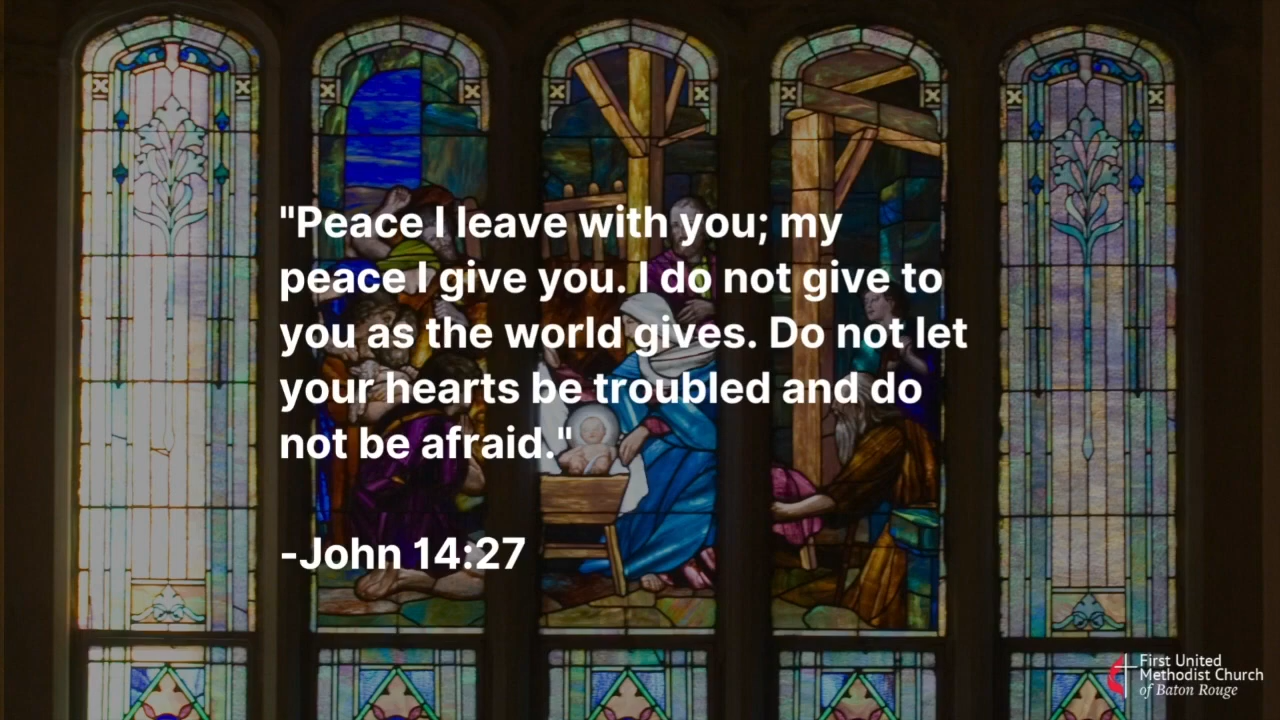 "Peace I leave with you; my
peace I give you. I do not give to
you as the world gives. Do not let
your hearts be troubled and do
not be afraid."
-John 14:27
First United
Methodist Church
of Baton Rouge